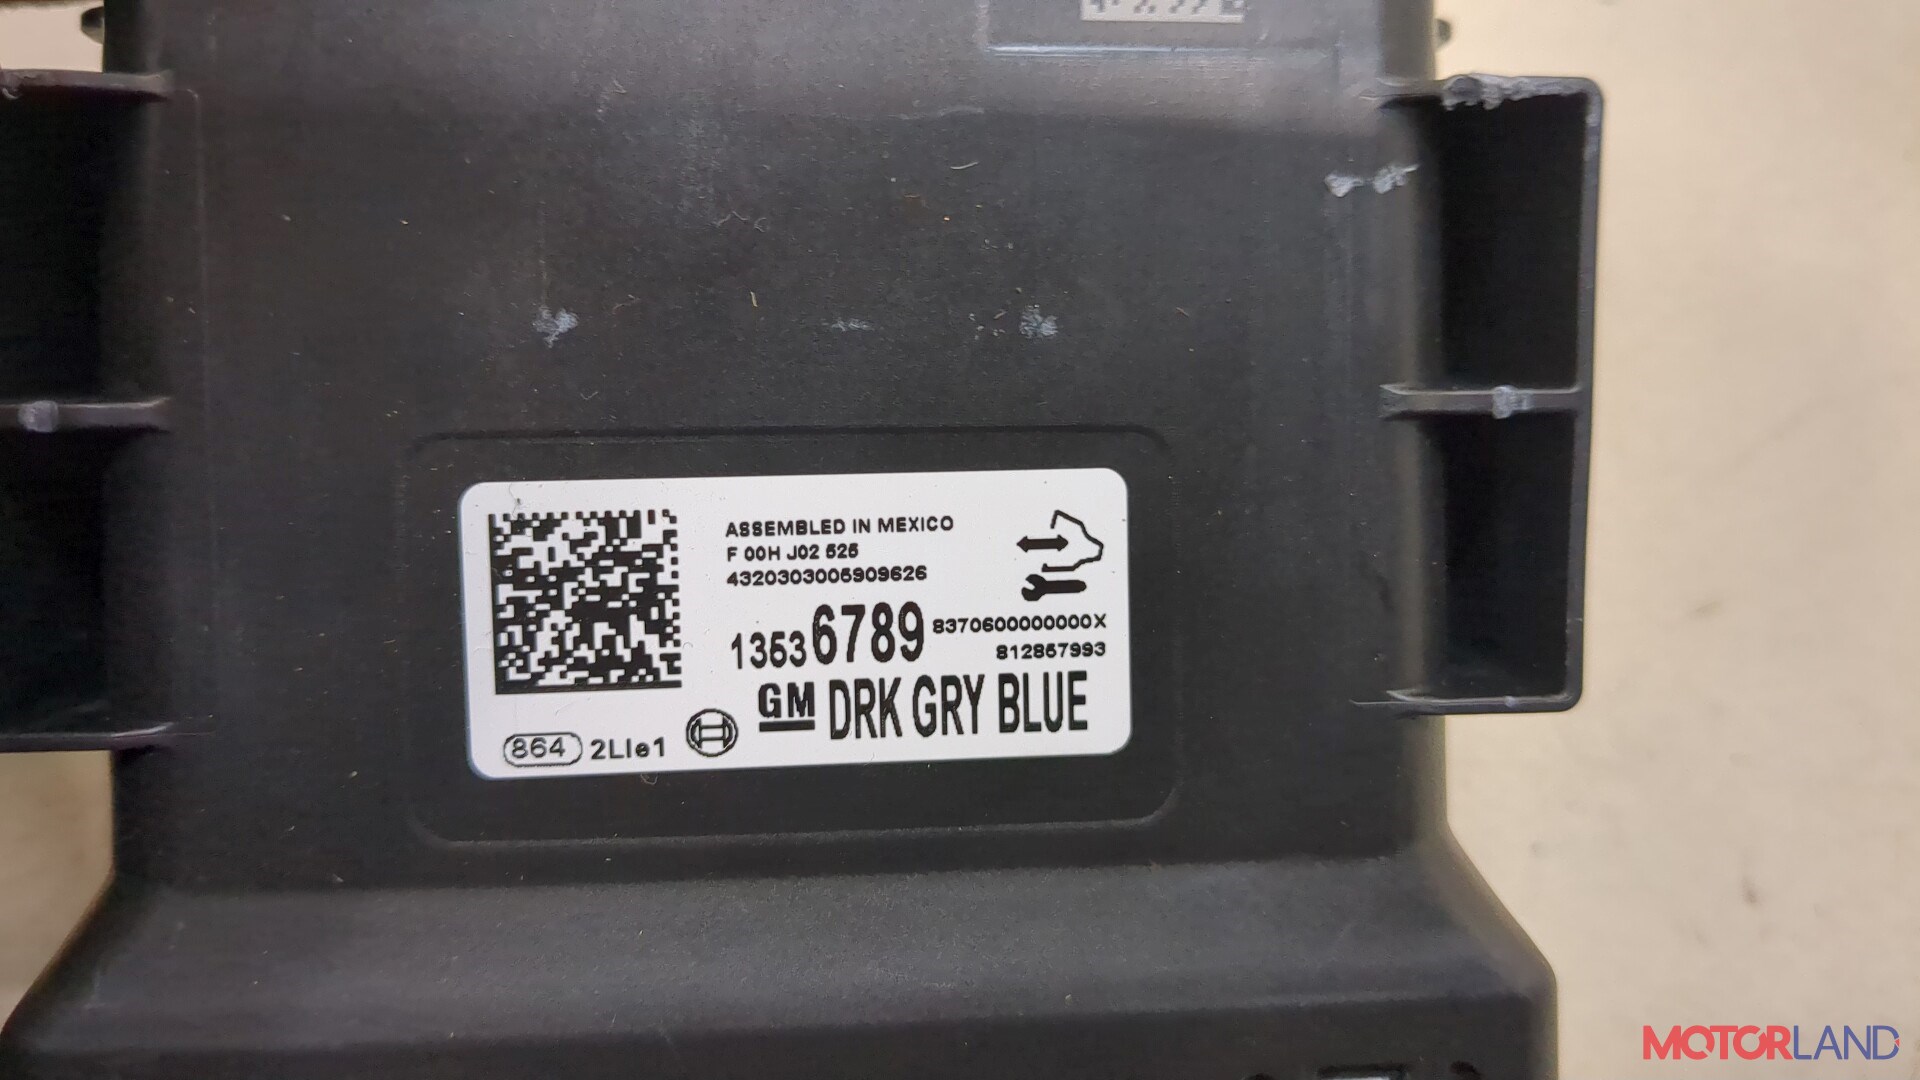 ASSEMBLED IN MEXICO
F 00H J02 525
4320303005909626
13536789
8370600000000X
812857993
GM DRK GRY BLUE
864 2LIe1
MOTORLAND